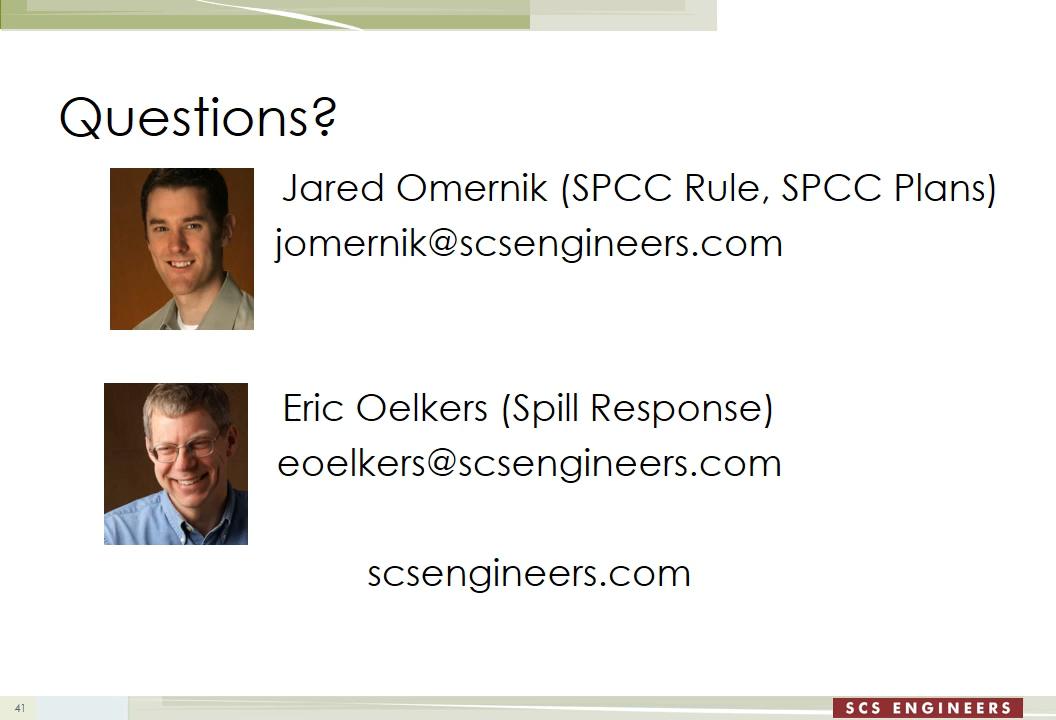 Questions?
Jared Omernik (SPCC Rule, SPCC Plans)
jomernik@scsengineers.com
Eric Oelkers (Spill Response)
eoelkers@scsengineers.com
scsengineers.com
41
SCS ENGINEERS